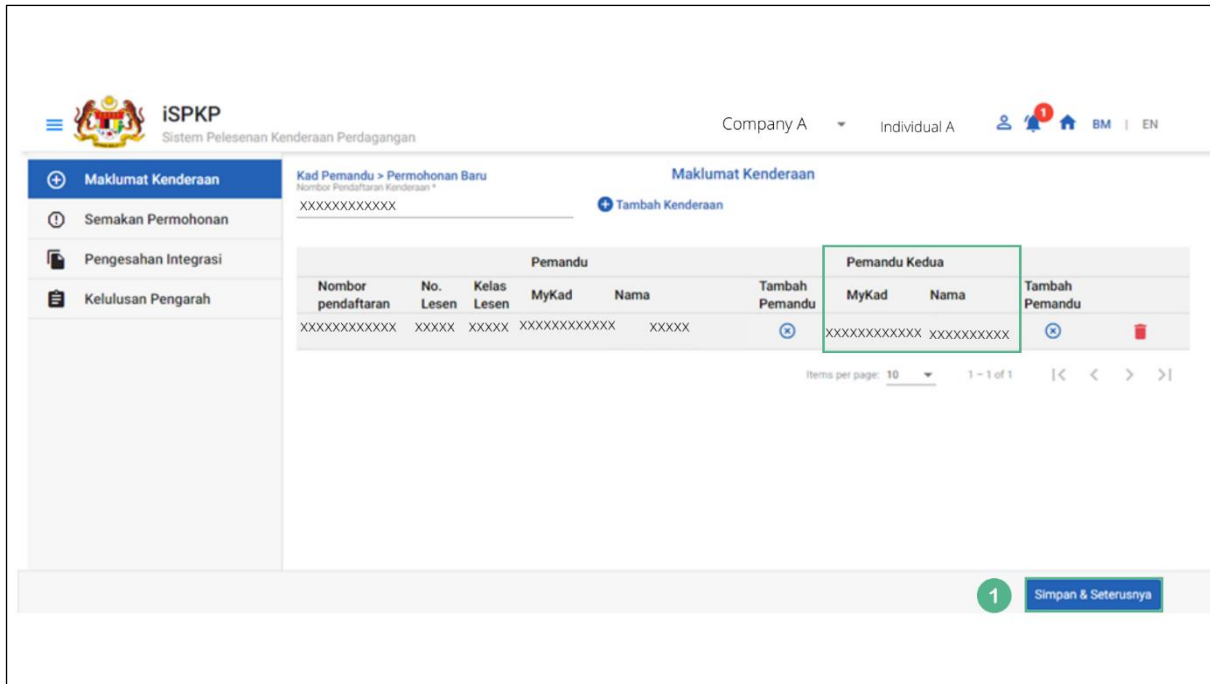 iSPKP
Sistem Pelesenan Kenderaan Perdagangan
Company A
Individual A
1
BM | EN
Maklumat Kenderaan
Semakan Permohonan
Pengesahan Integrasi
Kelulusan Pengarah
Kad Pemandu > Permohonan Baru
Maklumat Kenderaan
Nombor Pendaftaran Kenderaan *
XXXXXXXXXXXX
Tambah Kenderaan
Pemandu Pemandu Kedua
Nombor pendaftaran No. Lesen Kelas Lesen MyKad Nama Tambah Pemandu MyKad Nama Tambah Pemandu
XXXXXXXXXXXX XXXXX XXXXX XXXXXXXXXXXX XXXXX XXXXXXXXXXXX XXXXXXXXXX
Items per page: 10 1 – 1 of 1
1 Simpan & Seterusnya